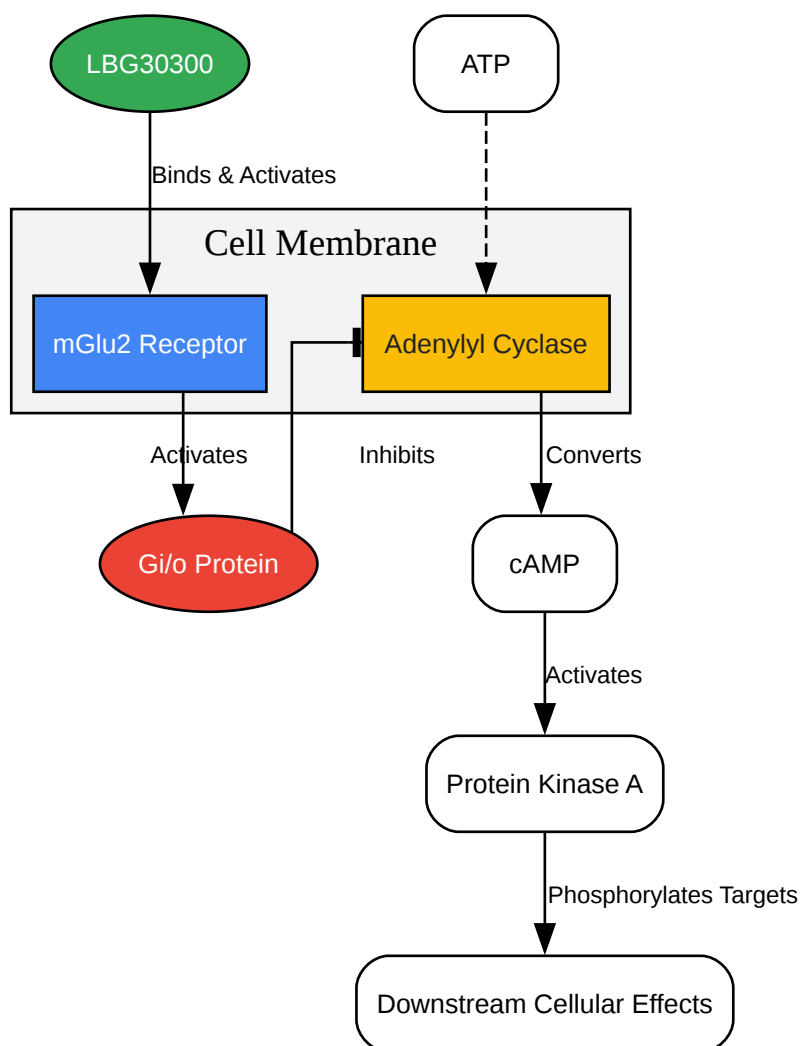 LBG30300
ATP
Binds & Activates
Cell Membrane
mGlu2 Receptor
Adenylyl Cyclase
Activates
Inhibits
Converts
Gi/o Protein
cAMP
Activates
Protein Kinase A
Phosphorylates Targets
Downstream Cellular Effects